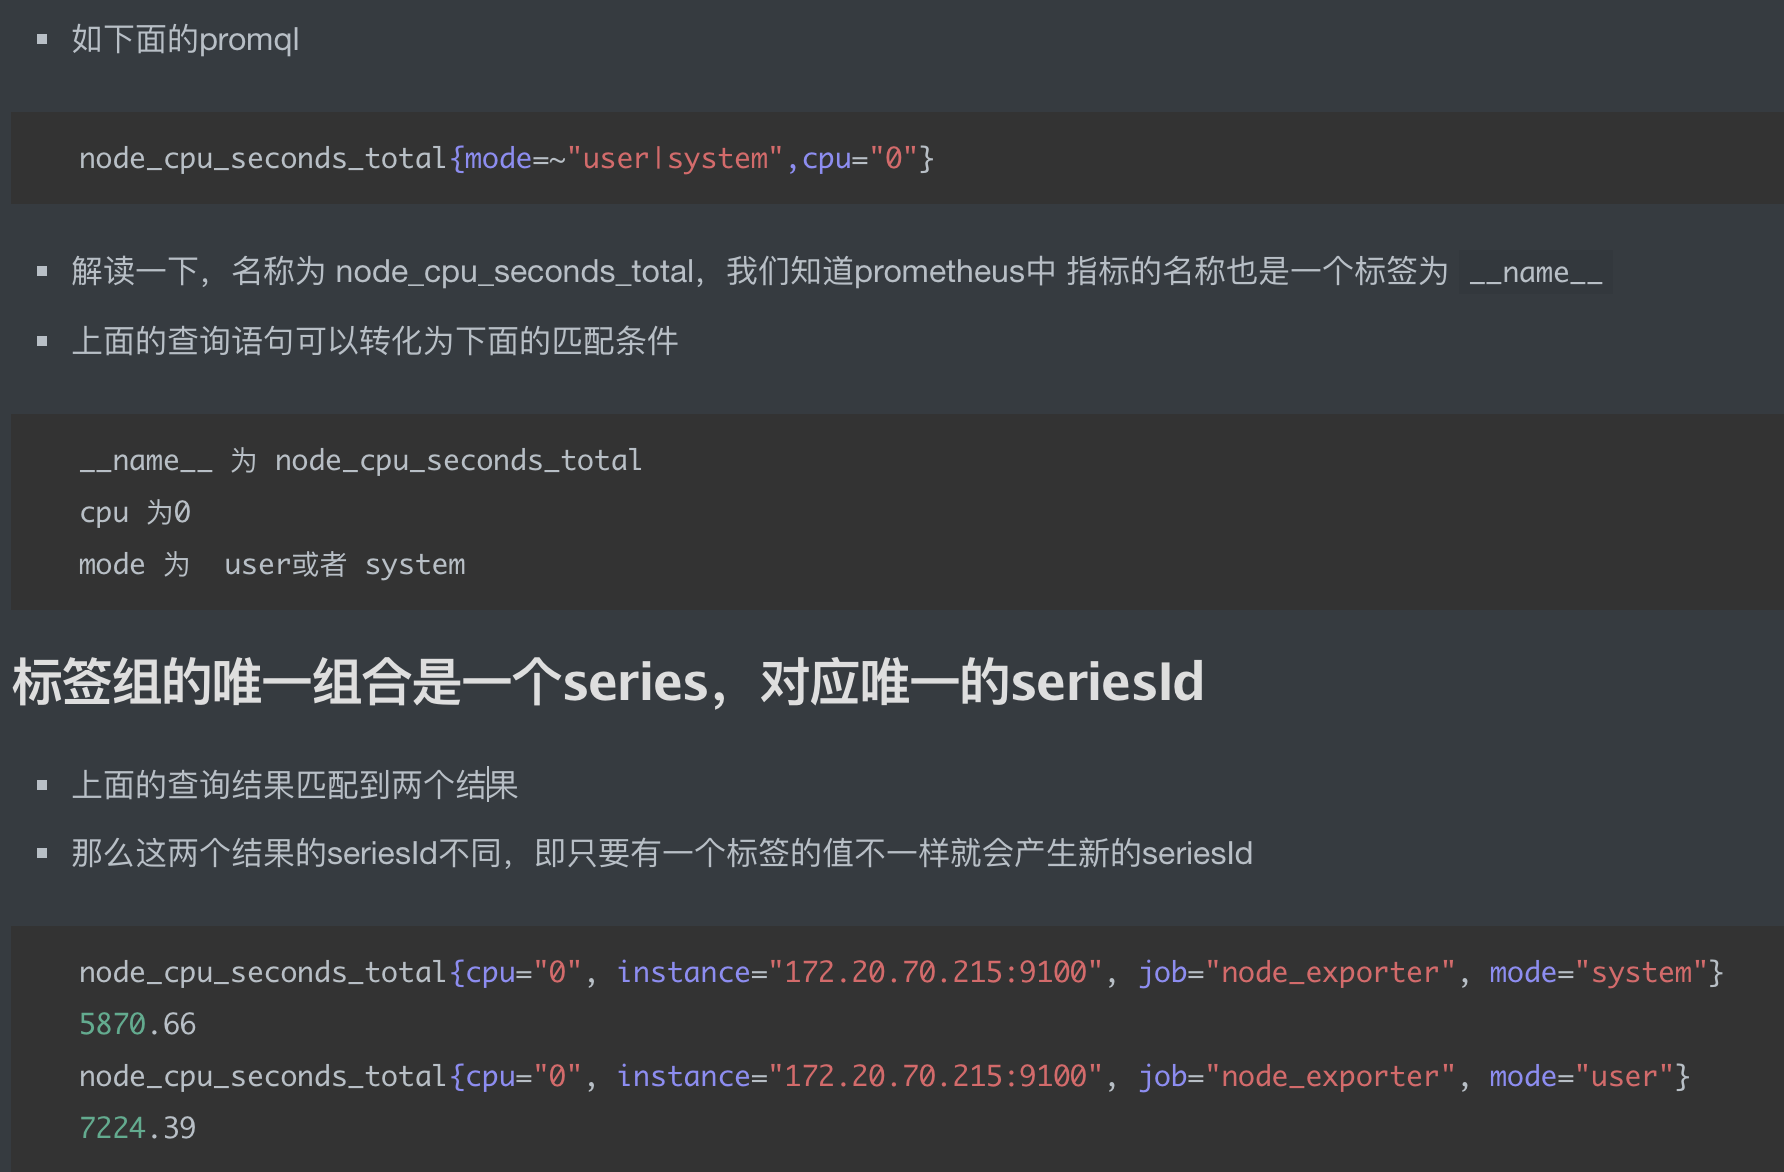 如下面的promql
node_cpu_seconds_total{mode=~"user|system",cpu="0"}
解读一下，名称为 node_cpu_seconds_total，我们知道prometheus中 指标的名称也是一个标签为 __name__
上面的查询语句可以转化为下面的匹配条件
__name__ 为 node_cpu_seconds_total
cpu 为0
mode 为  user或者 system
标签组的唯一组合是一个series，对应唯一的seriesId
上面的查询结果匹配到两个结果
那么这两个结果的seriesId不同，即只要有一个标签的值不一样就会产生新的seriesId
node_cpu_seconds_total{cpu="0", instance="172.20.70.215:9100", job="node_exporter", mode="system"}
5870.66
node_cpu_seconds_total{cpu="0", instance="172.20.70.215:9100", job="node_exporter", mode="user"}
7224.39